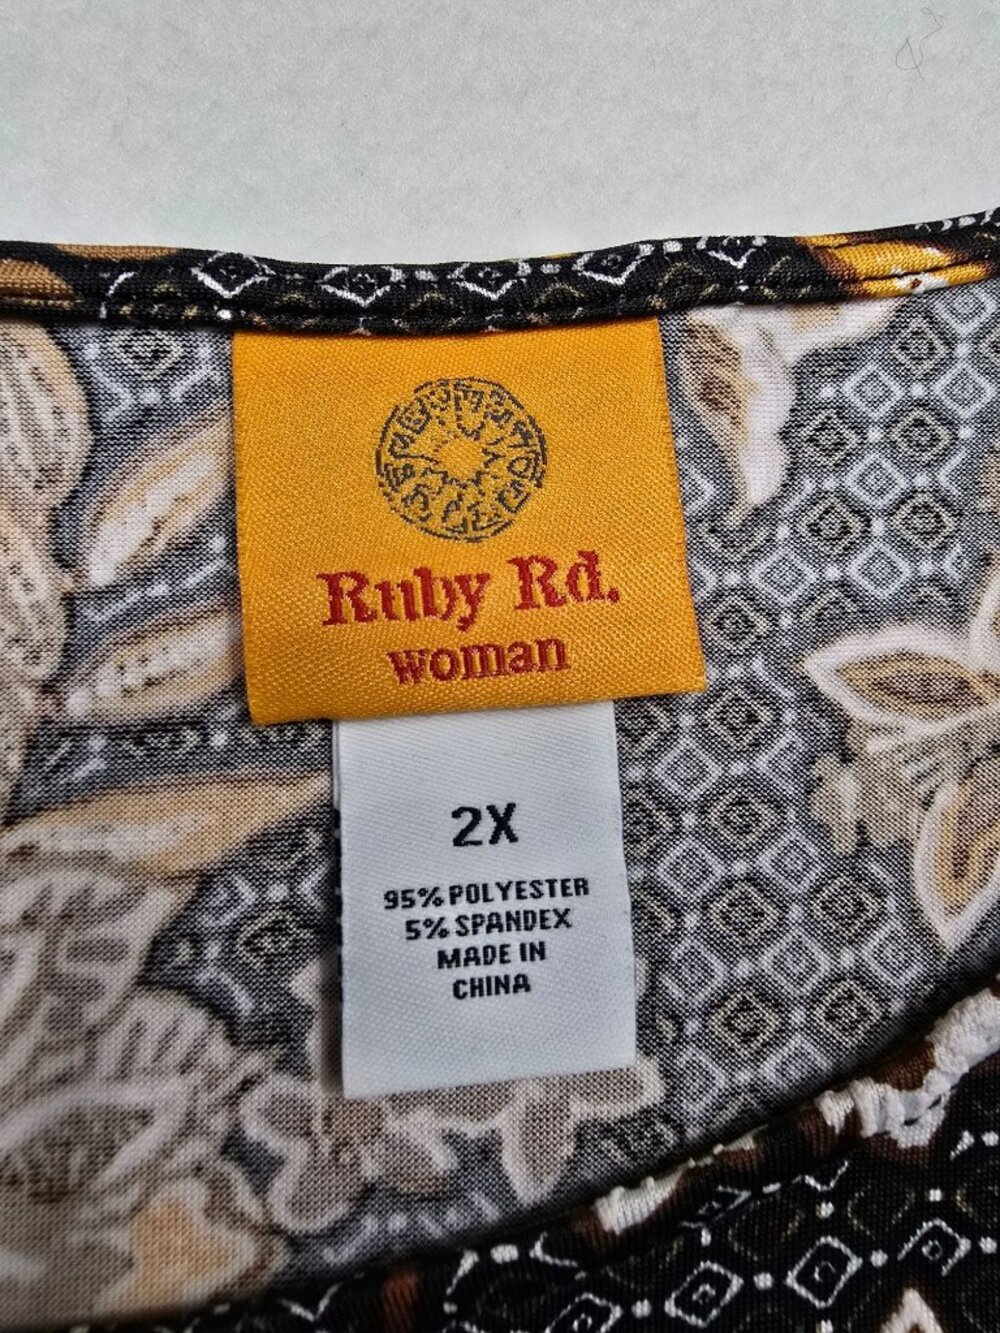 Ruby Rd.
woman
2X
95% POLYESTER
5% SPANDEX
MADE IN
CHINA